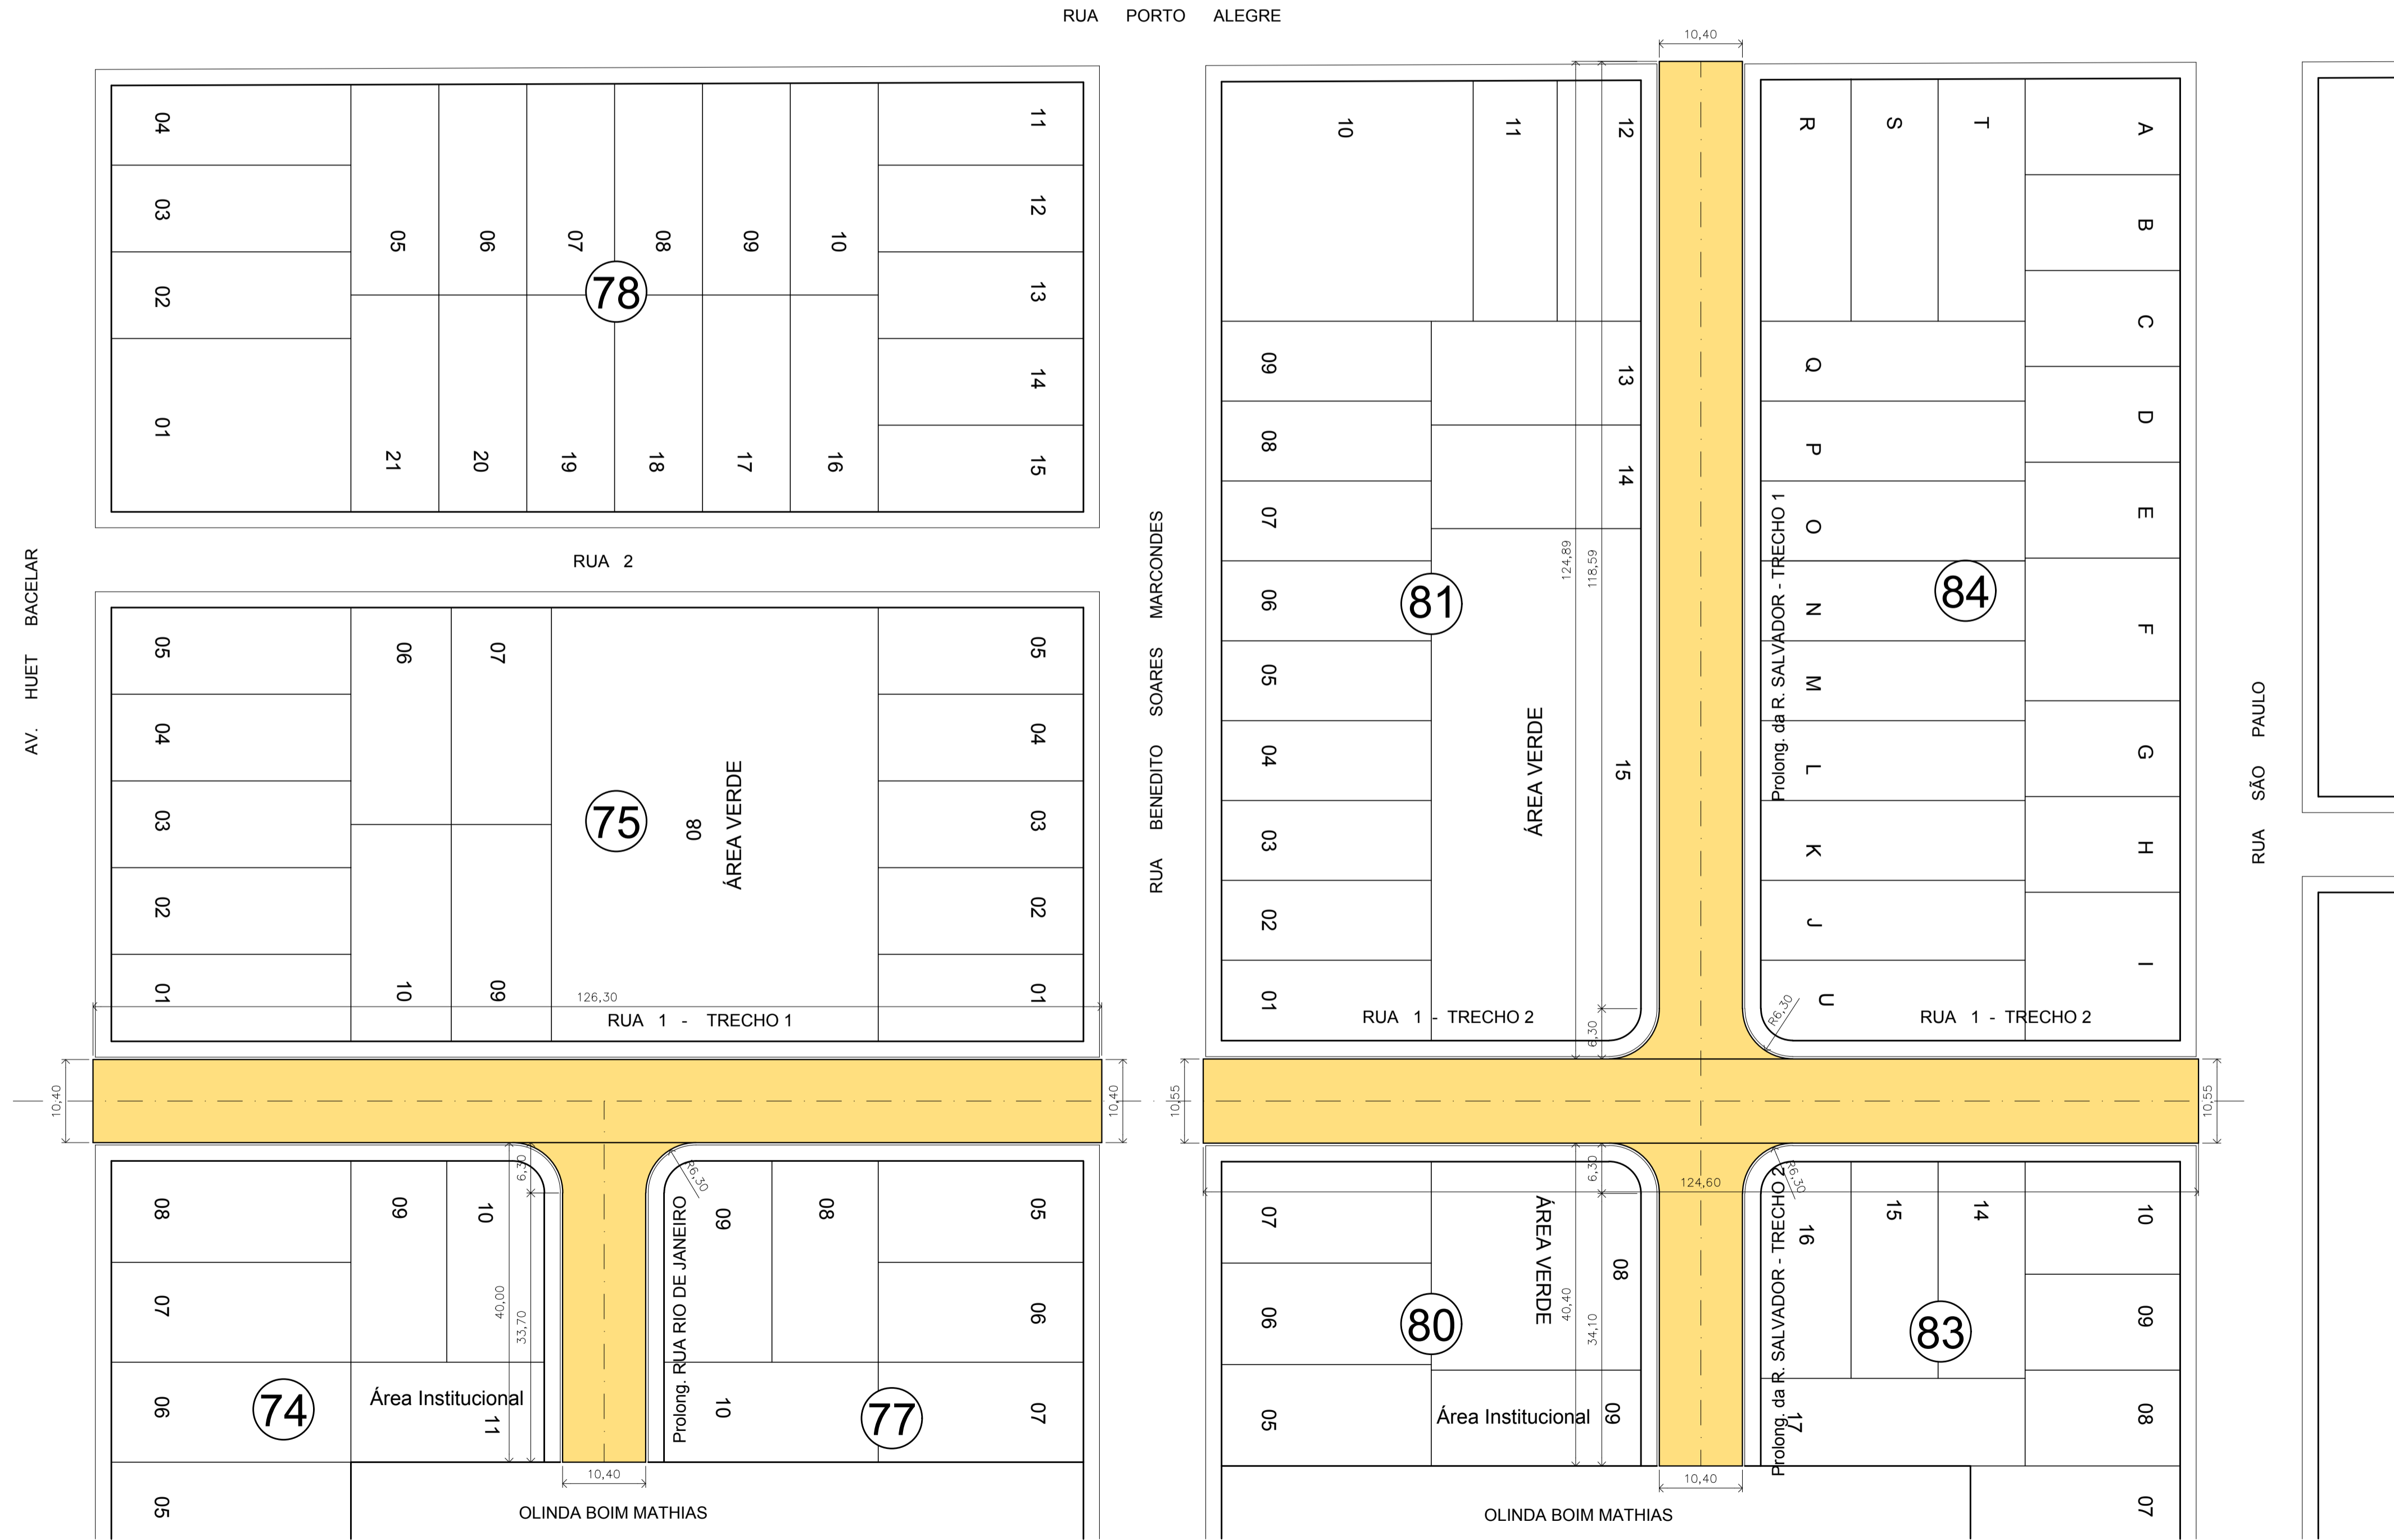 RUA PORTO ALEGRE
10,40
04
03
02
01
05
06
07
08
09
10
78
21
20
19
18
17
16
11
12
13
14
15
RUA 2
AV. HUET BACELAR
05
04
03
02
01
06
07
10
09
75
08
ÁREA VERDE
05
04
03
02
01
126,30
RUA 1 - TRECHO 1
10,40
10,40
RUA BENEDITO SOARES MARCONDES
10
11
12
09
08
07
06
05
04
03
02
01
13
14
81
ÁREA VERDE
15
124,89
118,59
6,30
RUA 1 - TRECHO 2
Prolong. da R. SALVADOR - TRECHO 1
R
S
T
Q
P
O
N
M
L
K
J
U
84
A
B
C
D
E
F
G
H
I
R6,30
RUA 1 - TRECHO 2
RUA SÃO PAULO
10,55
10,55
08
07
06
05
09
10
74
Área Institucional
11
6,30
40,00
33,70
10,40
R6,30
Prolong. RUA RIO DE JANEIRO
09
08
10
77
05
06
07
OLINDA BOIM MATHIAS
07
06
05
80
ÁREA VERDE
08
Área Institucional
09
6,30
40,40
34,10
124,60
10,40
R6,30
Prolong. da R. SALVADOR - TRECHO 2
16
15
14
17
83
10
09
08
07
OLINDA BOIM MATHIAS